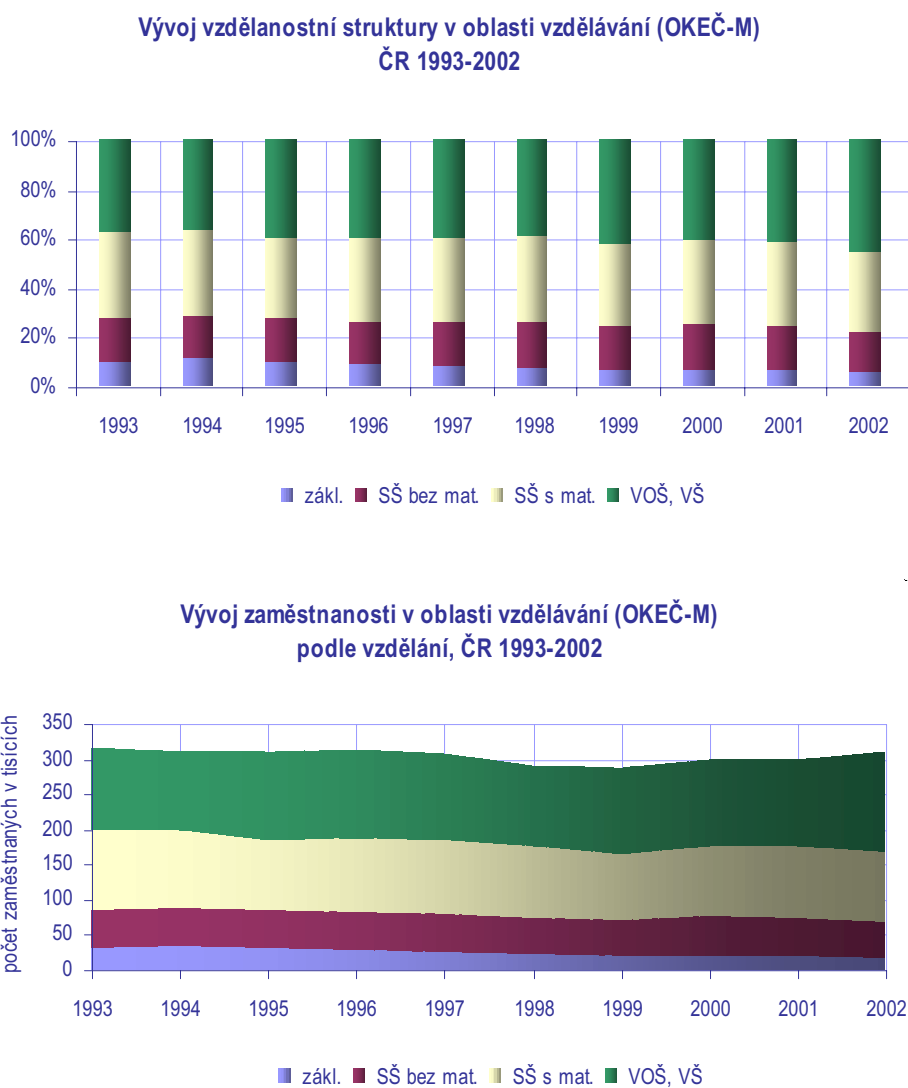 Vývoj vzdělanostní struktury v oblasti vzdělávání (OKEČ-M)
ČR 1993-2002
100%
80%
60%
40%
20%
0%
1993 1994 1995 1996 1997 1998 1999 2000 2001 2002
zákl. SŠ bez mat. SŠ s mat. VOŠ, VŠ
Vývoj zaměstnanosti v oblasti vzdělávání (OKEČ-M)
podle vzdělání, ČR 1993-2002
počet zaměstnaných v tisících
350
300
250
200
150
100
50
0
1993 1994 1995 1996 1997 1998 1999 2000 2001 2002
zákl. SŠ bez mat. SŠ s mat. VOŠ, VŠ